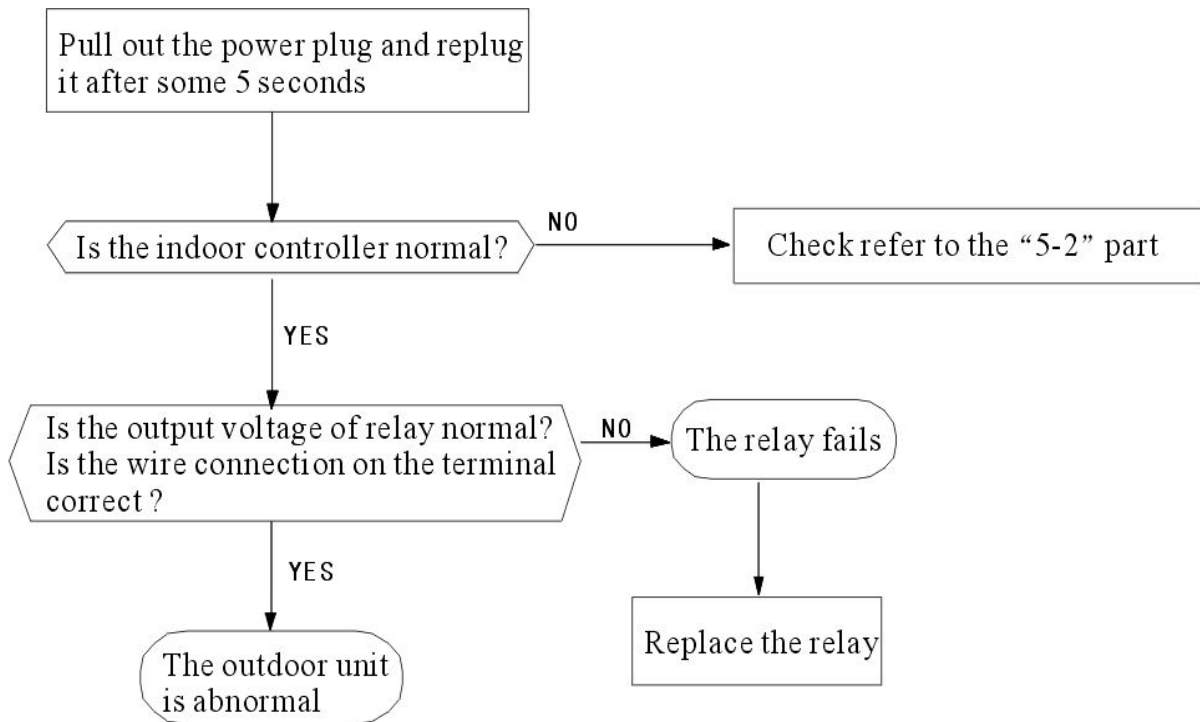 Pull out the power plug and replug
it after some 5 seconds
Is the indoor controller normal?
NO
Check refer to the “5-2” part
YES
Is the output voltage of relay normal?
Is the wire connection on the terminal
correct ?
NO
The relay fails
YES
Replace the relay
The outdoor unit
is abnormal